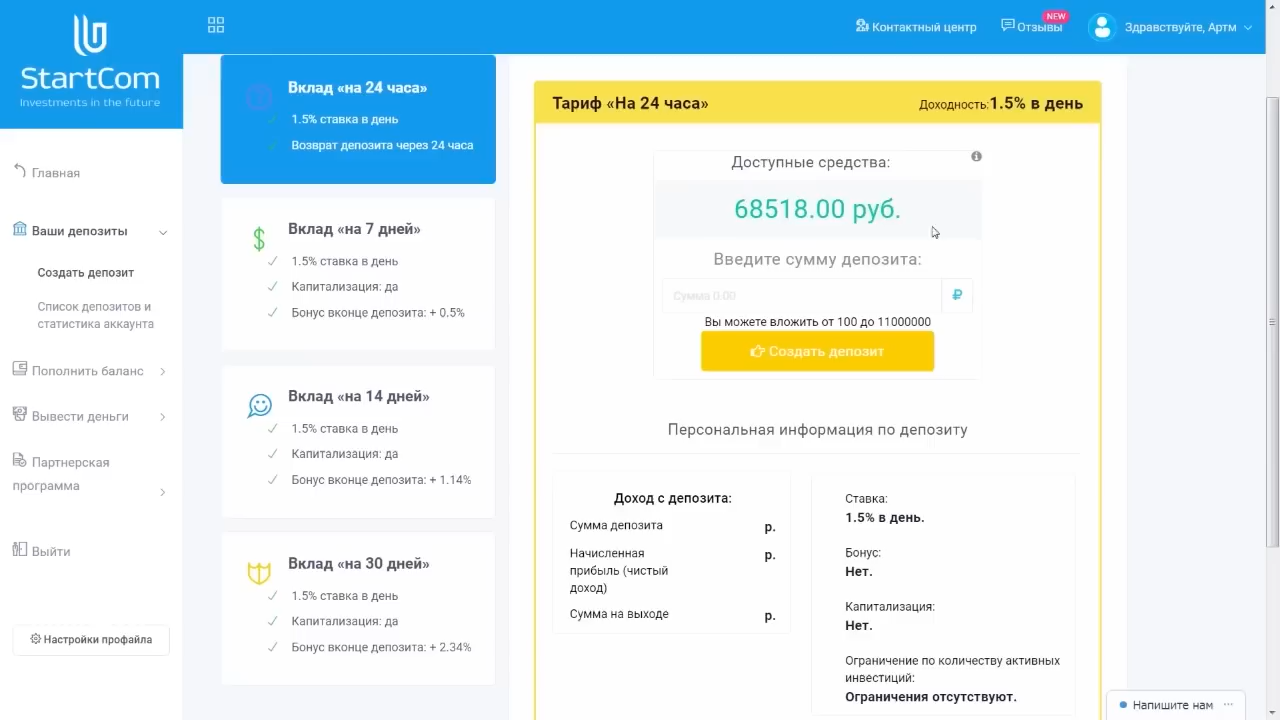 StartCom
Investments in the future
Контактный центр
Отзывы
NEW
Здравствуйте, Артм
Главная
Ваши депозиты
Создать депозит
Список депозитов и
статистика аккаунта
Пополнить баланс
Вывести деньги
Партнерская
программа
Выйти
Настройки профайла
Вклад «на 24 часа»
1.5% ставка в день
Возврат депозита через 24 часа
Вклад «на 7 дней»
1.5% ставка в день
Капитализация: да
Бонус вконце депозита: + 0.5%
Вклад «на 14 дней»
1.5% ставка в день
Капитализация: да
Бонус вконце депозита: + 1.14%
Вклад «на 30 дней»
1.5% ставка в день
Капитализация: да
Бонус вконце депозита: + 2.34%
Тариф «На 24 часа»
Доходность:1.5% в день
Доступные средства:
68518.00 руб.
Введите сумму депозита:
Сумма 0.00
₽
Вы можете вложить от 100 до 11000000
Создать депозит
Персональная информация по депозиту
Доход с депозита:
Сумма депозита р.
Начисленная р.
прибыль (чистый
доход)
Сумма на выходе р.
Ставка:
1.5% в день.
Бонус:
Нет.
Капитализация:
Нет.
Ограничение по количеству активных
инвестиций:
Ограничения отсутствуют.
Напишите нам